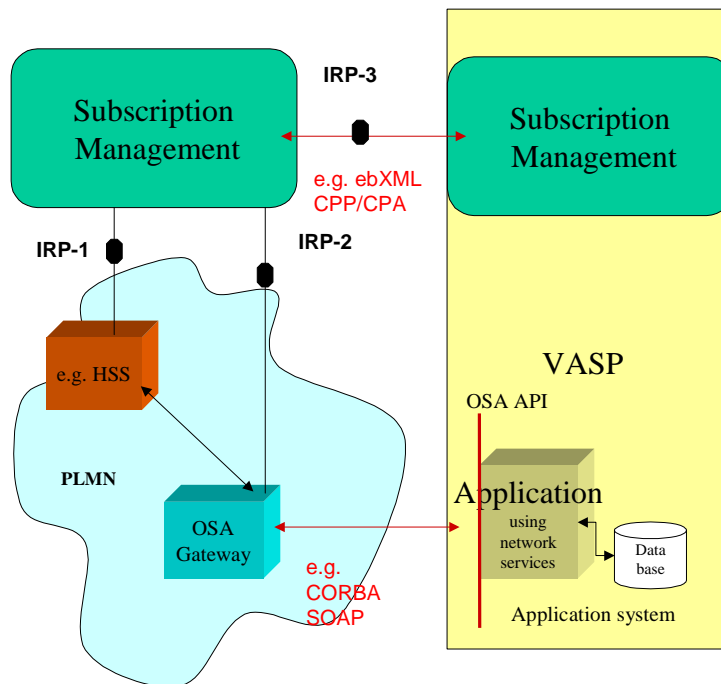 IRP-3
Subscription
Management
Subscription
Management
e.g. ebXML
CPP/CPA
IRP-1
IRP-2
e.g. HSS
VASP
OSA API
PLMN
Application
using
network
services
OSA
Gateway
Data
base
e.g.
CORBA
SOAP
Application system